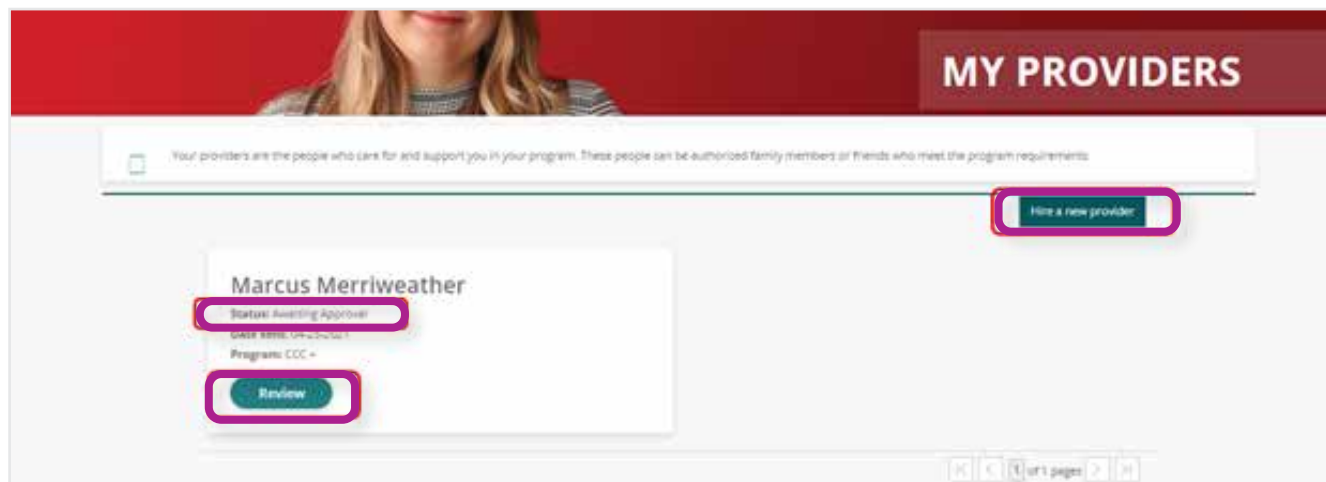 MY PROVIDERS
Your providers are the people who care for and support you in your program. These people can be authorized family members or friends who meet the program requirements
Hire a new provider
Marcus Merriweather
Status: Awaiting Approval
Program: CCC +
Review
1 of 1 pages